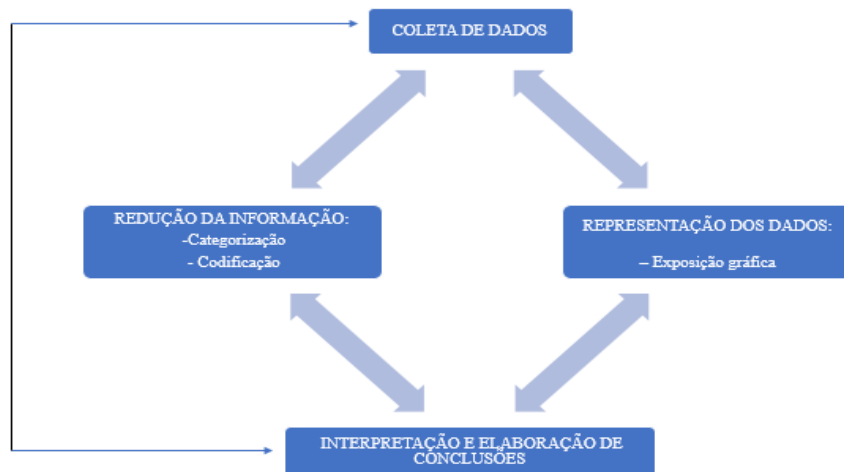 COLETA DE DADOS
REDUÇÃO DA INFORMAÇÃO:
-Categorização
- Codificação
REPRESENTAÇÃO DOS DADOS:
– Exposição gráfica
INTERPRETAÇÃO E ELABORAÇÃO DE
CONCLUSÕES